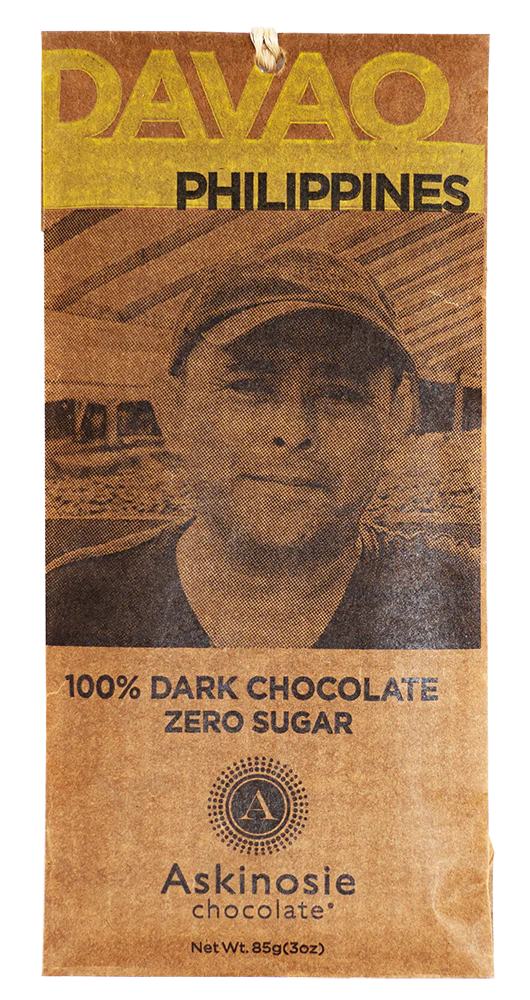 DAVAO
PHILIPPINES
100% DARK CHOCOLATE
ZERO SUGAR
A
Askinosie
chocolate®
Net Wt. 85g(3oz)